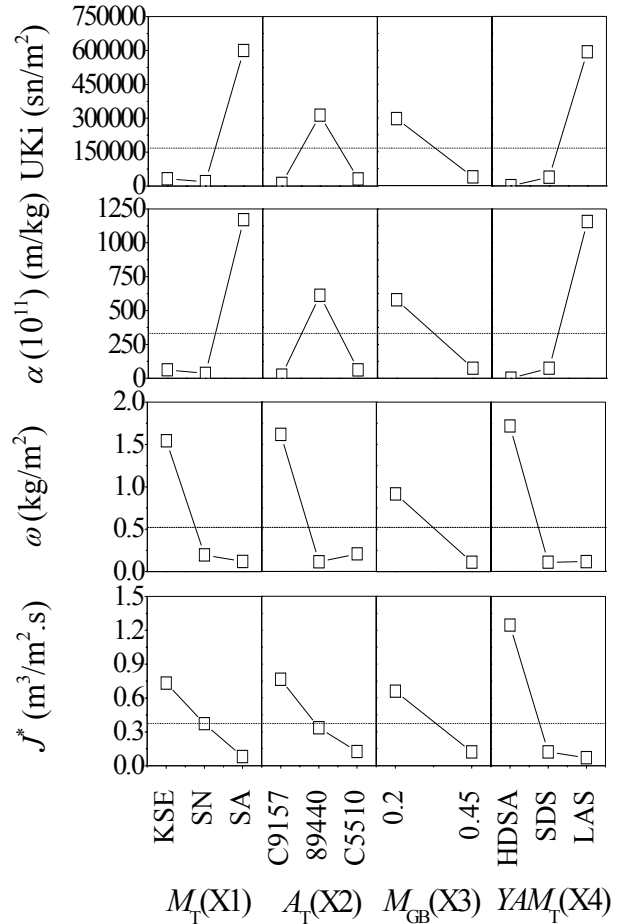 750000
600000
450000
300000
150000
0
UKi (sn/m²)
1250
1000
750
500
250
0
α (10¹¹) (m/kg)
2.0
1.5
1.0
0.5
0.0
ω (kg/m²)
1.5
1.2
0.9
0.6
0.3
0.0
J* (m³/m².s)
KSE
SN
SA
C9157
89440
C5510
0.2
0.45
HDSA
SDS
LAS
M_T(X1) A_T(X2) M_GB(X3) YAM_T(X4)